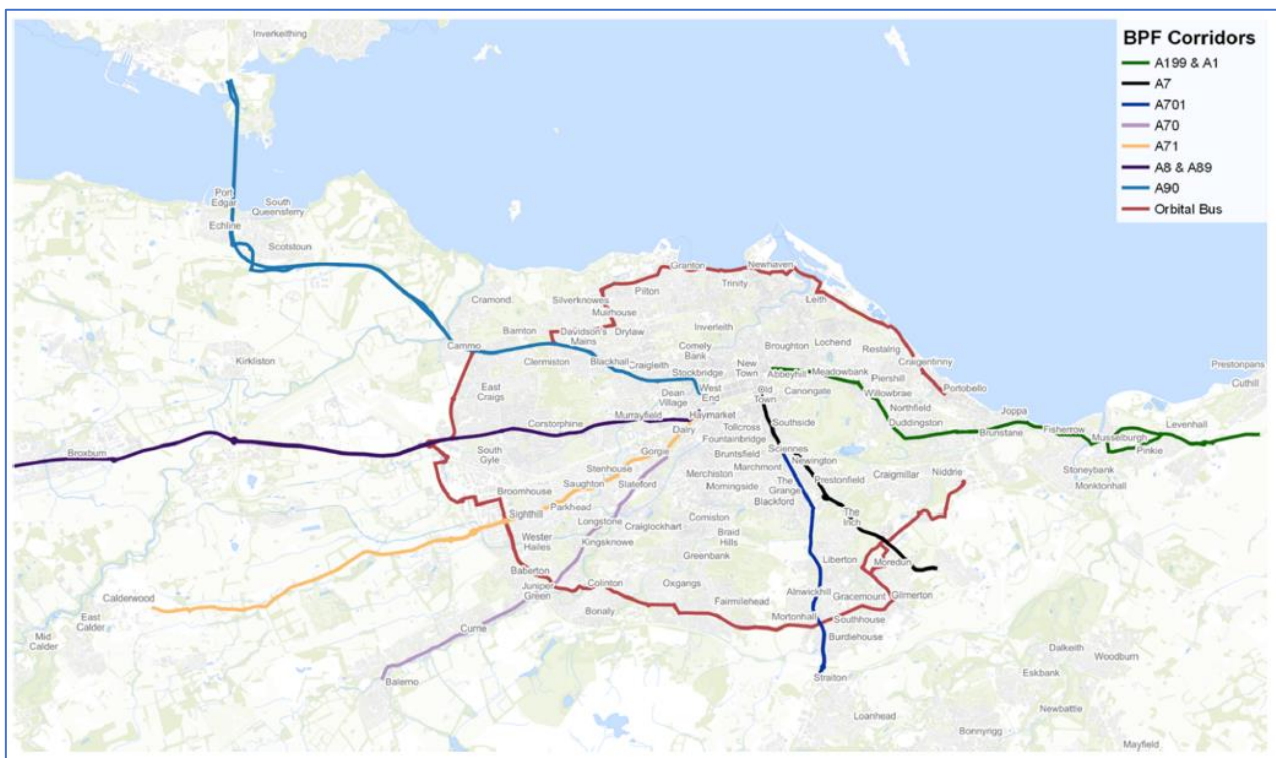 Inverkeithing
BPF Corridors
A199 & A1
A7
A701
A70
A71
A8 & A89
A90
Orbital Bus
Port
Edgar
South
Queensferry
Echline
Scotstoun
Granton
Newhaven
Cramond
Silverknowes
Pilton
Trinity
Leith
Muirhouse
Barnton
Davidson's
Mains
Drylaw
Inverleith
Cammo
Comely
Bank
Broughton
Lochend
Restalrig
Kirkliston
Clermiston
Blackhall
Craigleith
Stockbridge
New
Town
Abbeyhill
Meadowbank
Craigentinny
Piershill
Portobello
Prestonpans
Cuthill
East
Craigs
Dean
Village
West
End
Old
Town
Canongate
Willowbrae
Northfield
Joppa
Murrayfield
Haymarket
Southside
Duddingston
Brunstane
Fisherrow
Musselburgh
Levenhall
Pinkie
Corstorphine
Dalry
Tollcross
Fountainbridge
Broxburn
South
Gyle
Gorgie
Bruntsfield
Sciennes
Newington
Stoneybank
Monktonhall
Stenhouse
Merchiston
Marchmont
Prestonfield
Craigmillar
Niddrie
Saughton
Slateford
Morningside
The
Grange
Blackford
Broomhouse
Parkhead
Sighthill
Longstone
Craiglockhart
Comiston
The
Inch
Wester
Hailes
Kingsknowe
Braid
Hills
Greenbank
Liberton
Moredun
Baberton
Juniper
Green
Colinton
Oxgangs
Alnwickhill
Gracemount
Gilmerton
Calderwood
East
Calder
Bonaly
Fairmilehead
Mortonhall
Southhouse
Burdiehouse
Mid
Calder
Currie
Balerno
Straiton
Dalkeith
Woodburn
Eskbank
Newbattle
Loanhead
Bonnyrigg
Mayfield